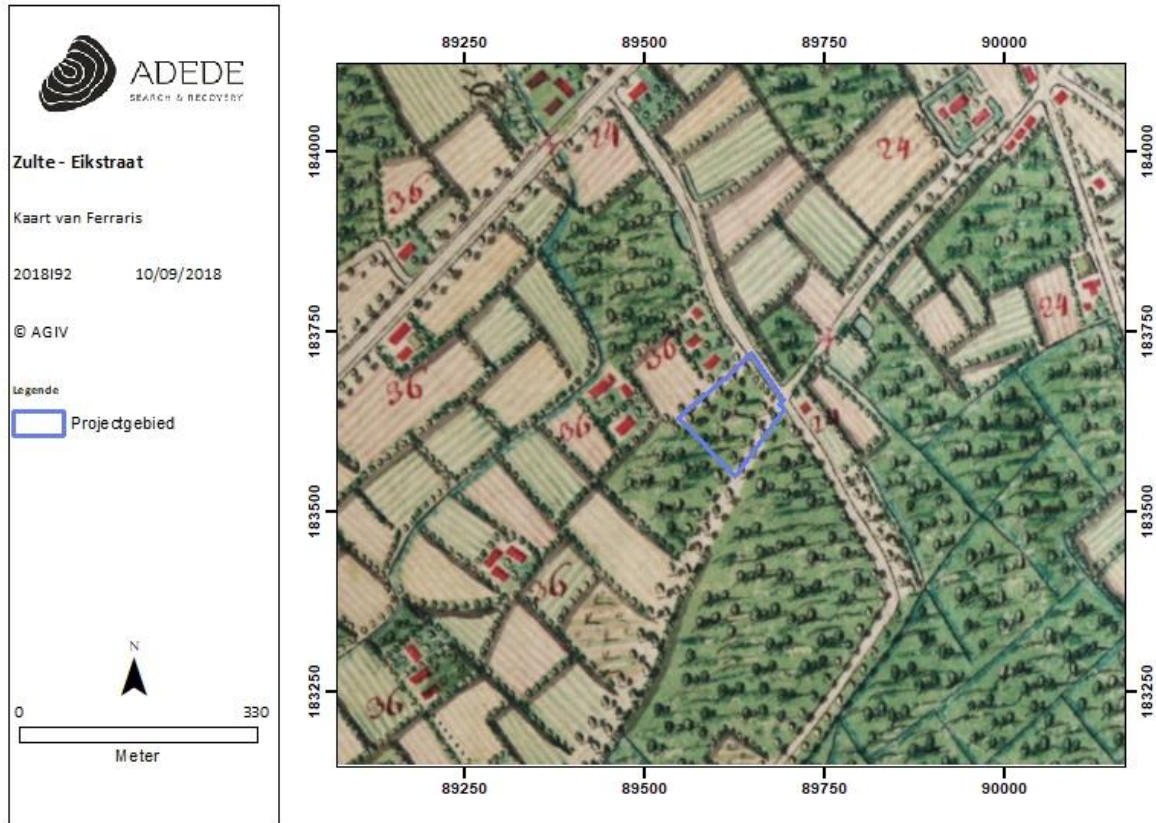 ADEDE
SEARCH & RECOVERY
Zulte - Eikstraat
Kaart van Ferraris
2018I92 10/09/2018
© AGIV
Legende
Projectgebied
N
0 330
Meter
89250 89500 89750 90000
184000 184000
183750 183750
183500 183500
183250 183250
89250 89500 89750 90000
24
24
36
24
36
36
36
24
36
36